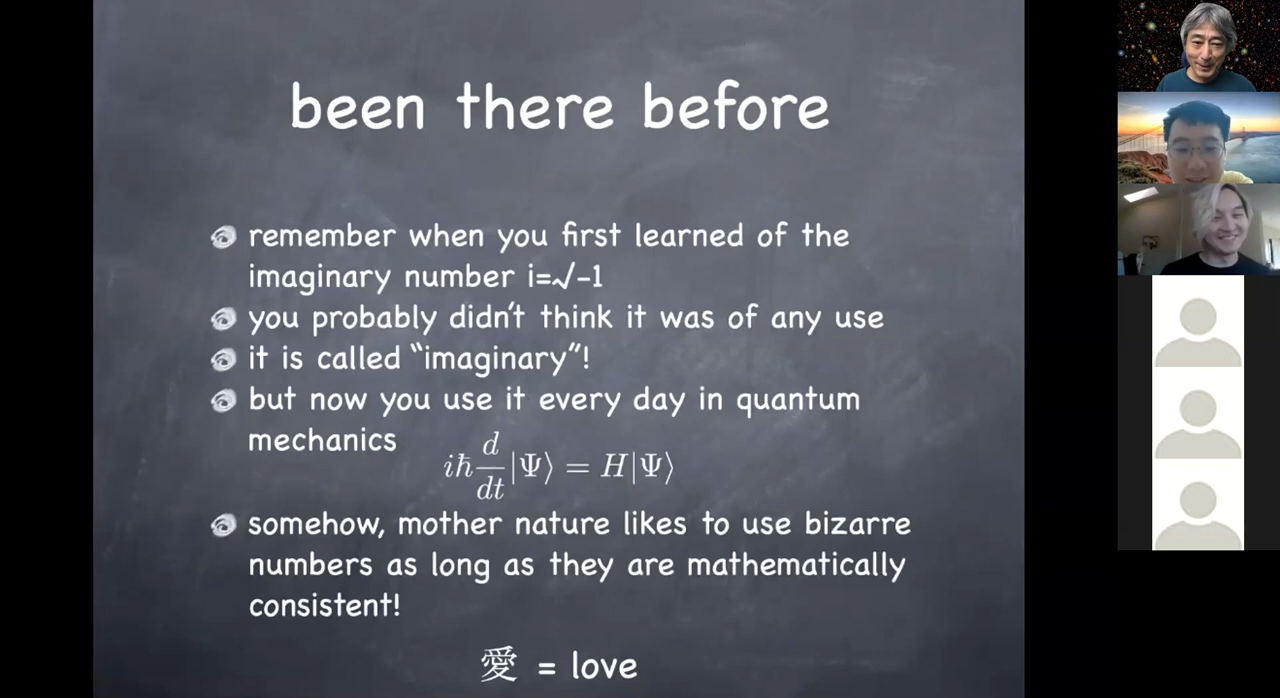 been there before
remember when you first learned of the
imaginary number i=√-1
you probably didn't think it was of any use
it is called “imaginary”!
but now you use it every day in quantum
mechanics
iħ d/dt |Ψ⟩ = H|Ψ⟩
somehow, mother nature likes to use bizarre
numbers as long as they are mathematically
consistent!
愛 = love